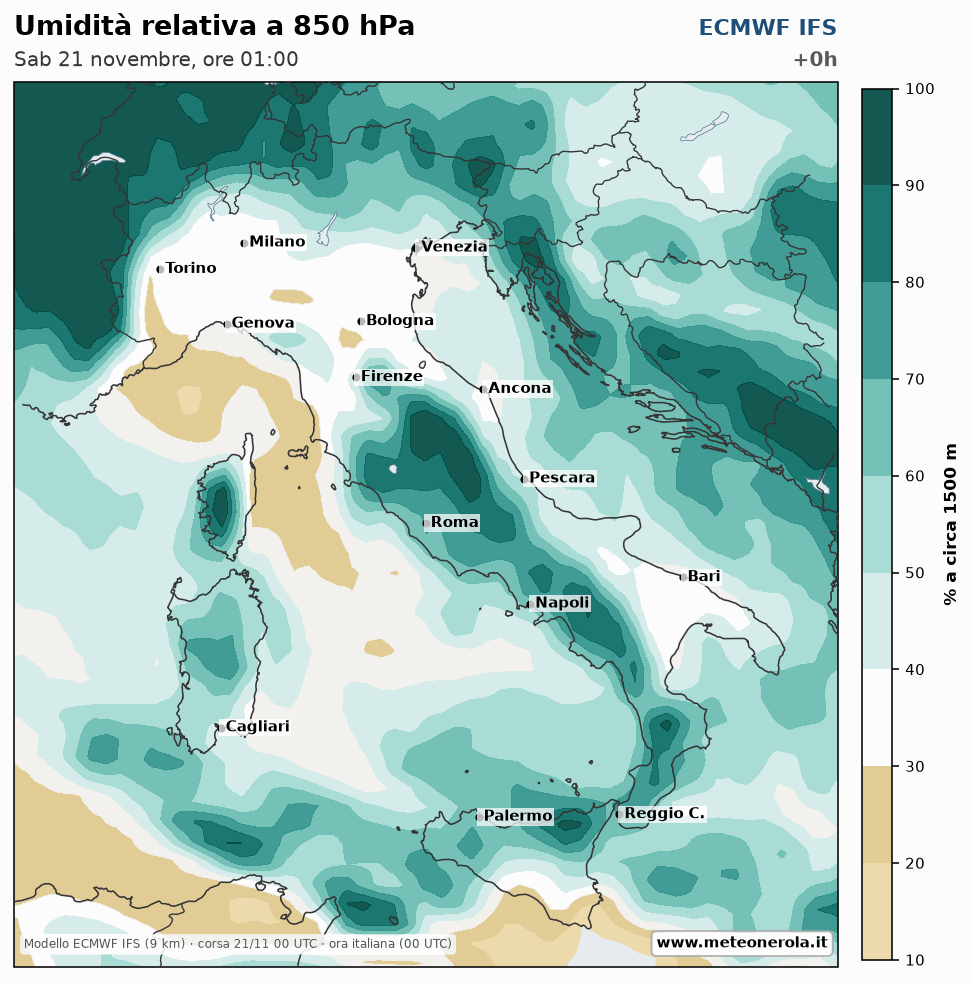 Umidità relativa a 850 hPa
ECMWF IFS
Sab 21 novembre, ore 01:00
+0h
100
90
80
70
60
50
40
30
20
10
% a circa 1500 m
Milano
Venezia
Torino
Genova
Bologna
Firenze
Ancona
Pescara
Roma
Bari
Napoli
Cagliari
Palermo
Reggio C.
Modello ECMWF IFS (9 km) · corsa 21/11 00 UTC · ora italiana (00 UTC)
www.meteonerola.it